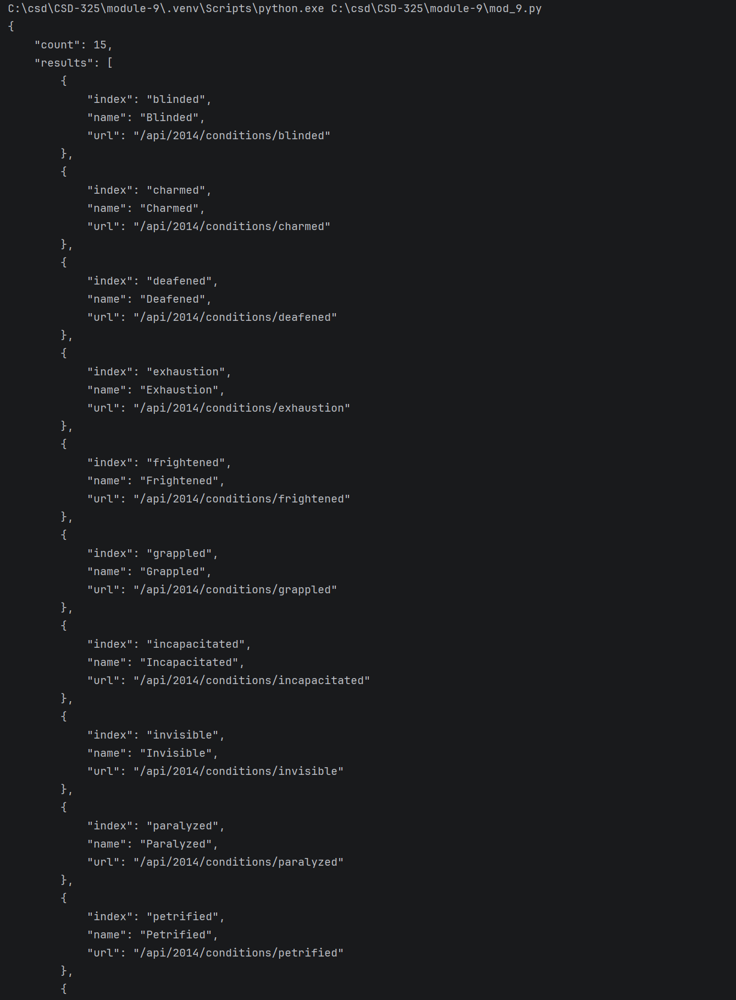 C:\csd\CSD-325\module-9\.venv\Scripts\python.exe C:\csd\CSD-325\module-9\mod_9.py
{
    "count": 15,
    "results": [
        {
            "index": "blinded",
            "name": "Blinded",
            "url": "/api/2014/conditions/blinded"
        },
        {
            "index": "charmed",
            "name": "Charmed",
            "url": "/api/2014/conditions/charmed"
        },
        {
            "index": "deafened",
            "name": "Deafened",
            "url": "/api/2014/conditions/deafened"
        },
        {
            "index": "exhaustion",
            "name": "Exhaustion",
            "url": "/api/2014/conditions/exhaustion"
        },
        {
            "index": "frightened",
            "name": "Frightened",
            "url": "/api/2014/conditions/frightened"
        },
        {
            "index": "grappled",
            "name": "Grappled",
            "url": "/api/2014/conditions/grappled"
        },
        {
            "index": "incapacitated",
            "name": "Incapacitated",
            "url": "/api/2014/conditions/incapacitated"
        },
        {
            "index": "invisible",
            "name": "Invisible",
            "url": "/api/2014/conditions/invisible"
        },
        {
            "index": "paralyzed",
            "name": "Paralyzed",
            "url": "/api/2014/conditions/paralyzed"
        },
        {
            "index": "petrified",
            "name": "Petrified",
            "url": "/api/2014/conditions/petrified"
        },
        {